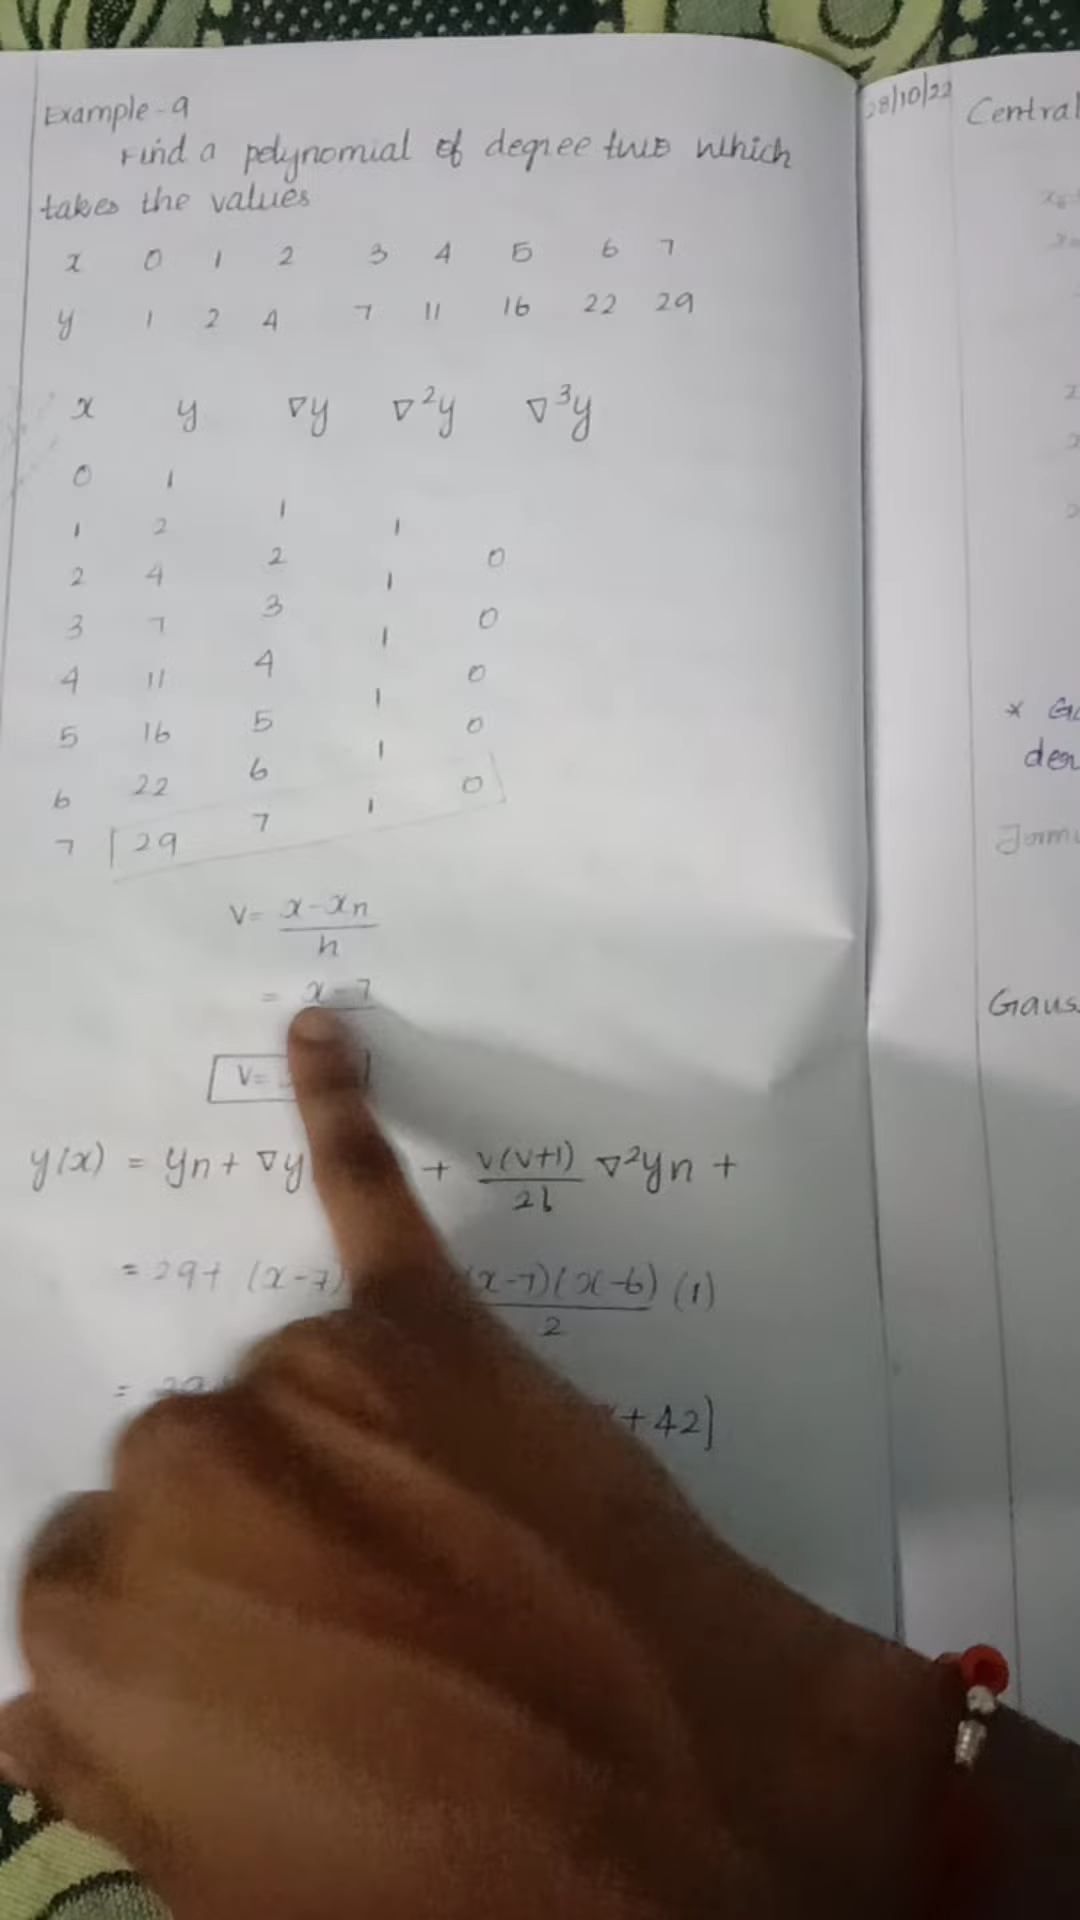 Example-9
Find a polynomial of degree two which
takes the values
x 0 1 2 3 4 5 6 7
y 1 2 4 7 11 16 22 29
x y ∇y ∇²y ∇³y
0 1
1
1 2 1
2 0
2 4 1
3 0
3 7 1
4 0
4 11 1
5 0
5 16 1
6 0
6 22 1
7
7 29
V= x-xn
h
= x-7
V=
y(x) = yn+ ∇y + v(v+1) ∇²yn +
2!
= 29+ (x-7) x-7)(x-6) (1)
2
= 29 +42]
28/10/22
Central
* Ga
der
Gaus